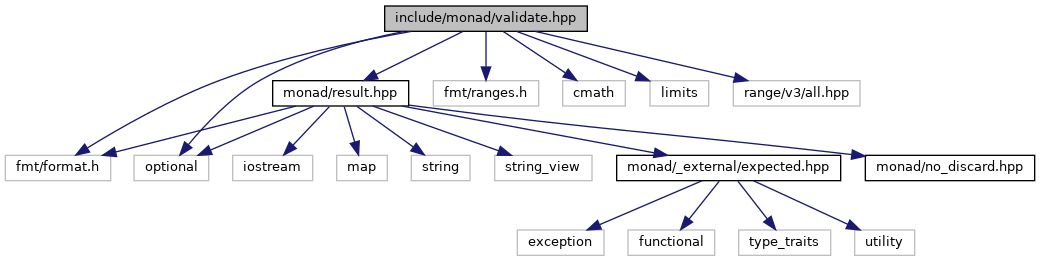 include/monad/validate.hpp
monad/result.hpp
fmt/ranges.h
cmath
limits
range/v3/all.hpp
fmt/format.h
optional
iostream
map
string
string_view
monad/_external/expected.hpp
monad/no_discard.hpp
exception
functional
type_traits
utility